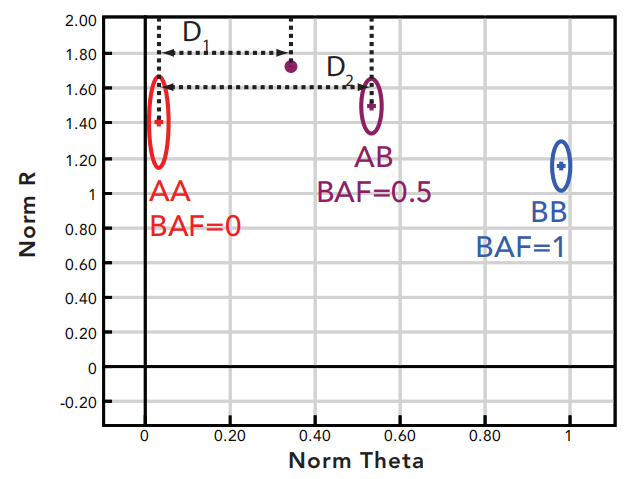 2.00
D1
1.80
D2
1.60
1.40
1.20
AB
1
AA
BAF=0.5
BB
0.80
BAF=0
BAF=1
0.60
0.40
0.20
0
-0.20
Norm R
0 0.20 0.40 0.60 0.80 1
Norm Theta